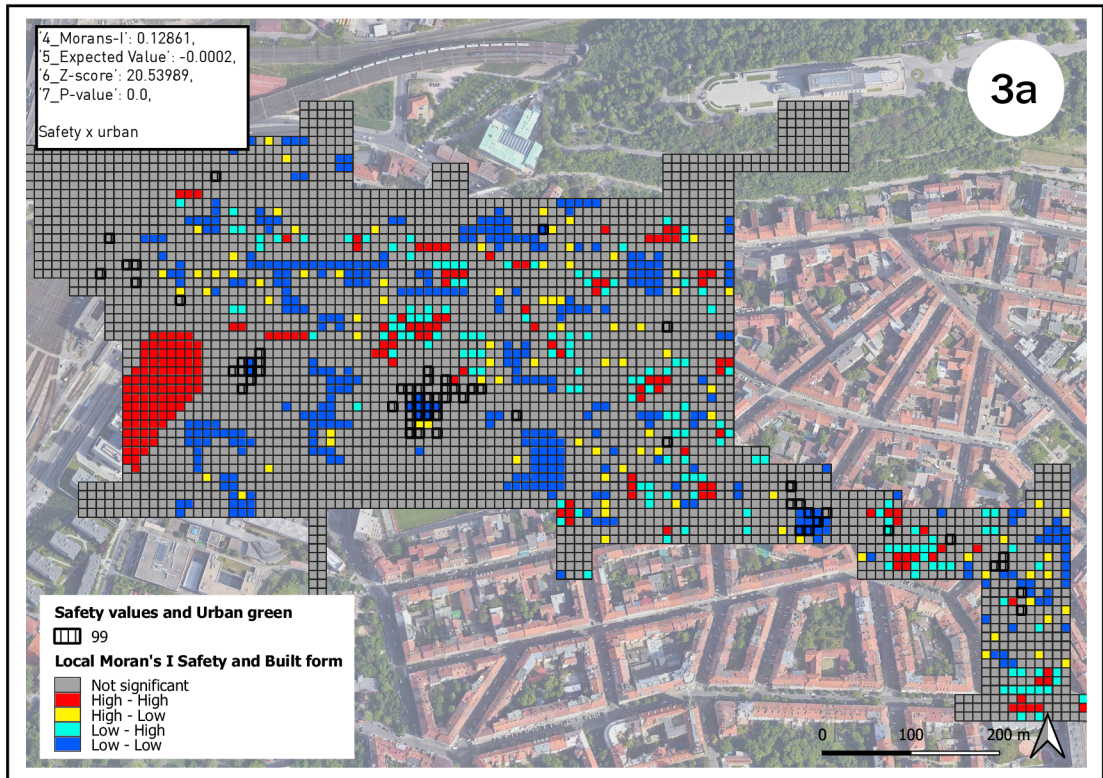 '4_Morans-I': 0.12861,
'5_Expected Value': -0.0002,
'6_Z-score': 20.53989,
'7_P-value': 0.0,
Safety x urban
3a
Safety values and Urban green
99
Local Moran's I Safety and Built form
Not significant
High - High
High - Low
Low - High
Low - Low
0 100 200 m